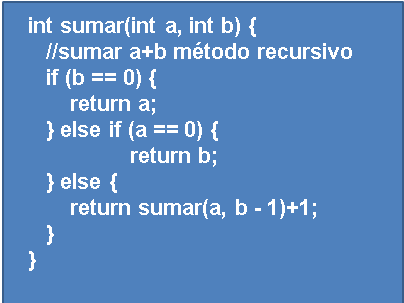 int sumar(int a, int b) {
//sumar a+b método recursivo
if (b == 0) {
return a;
} else if (a == 0) {
return b;
} else {
return sumar(a, b - 1)+1;
}
}